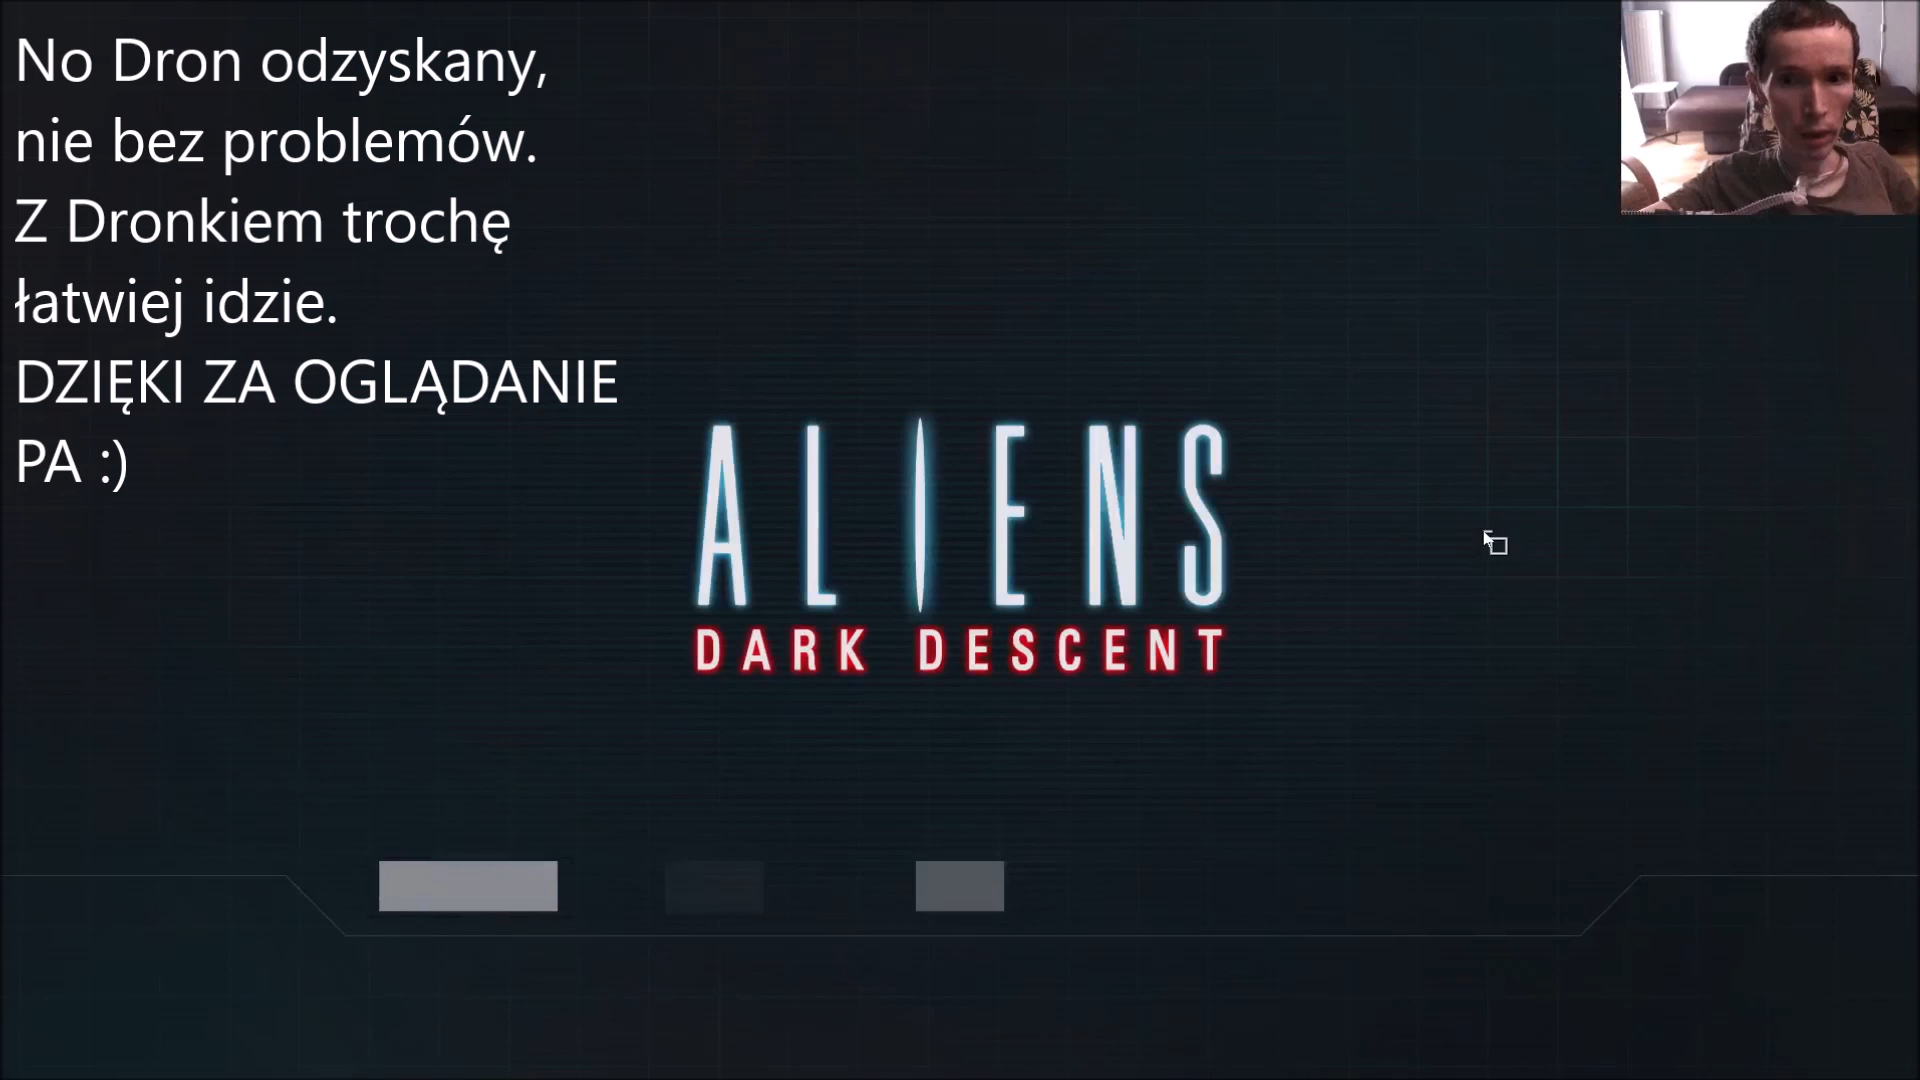 No Dron odzyskany,
nie bez problemów.
Z Dronkiem trochę
łatwiej idzie.
DZIĘKI ZA OGLĄDANIE
PA :)
ALIENS
DARK DESCENT